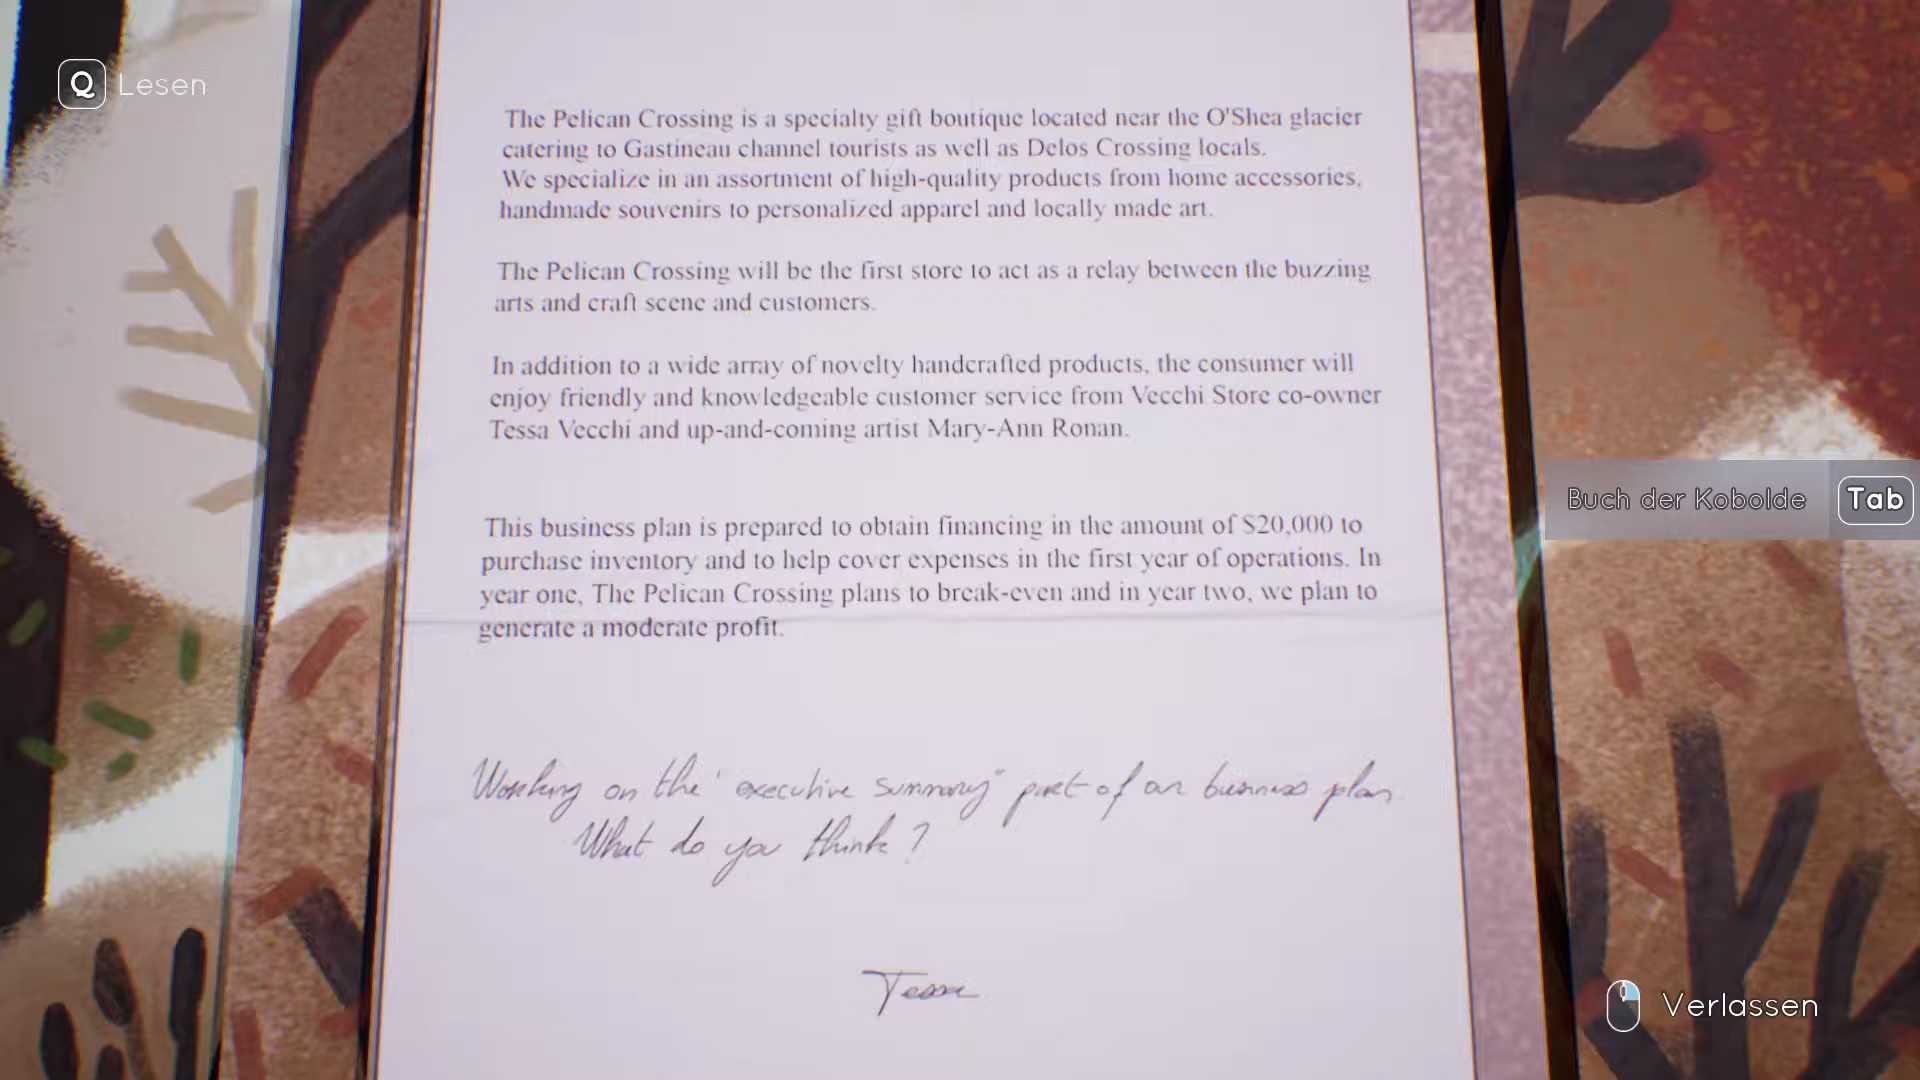 Q Lesen
The Pelican Crossing is a specialty gift boutique located near the O'Shea glacier
catering to Gastineau channel tourists as well as Delos Crossing locals.
We specialize in an assortment of high-quality products from home accessories,
handmade souvenirs to personalized apparel and locally made art.
The Pelican Crossing will be the first store to act as a relay between the buzzing
arts and craft scene and customers.
In addition to a wide array of novelty handcrafted products, the consumer will
enjoy friendly and knowledgeable customer service from Vecchi Store co-owner
Tessa Vecchi and up-and-coming artist Mary-Ann Ronan.
Buch der Kobolde Tab
This business plan is prepared to obtain financing in the amount of $20,000 to
purchase inventory and to help cover expenses in the first year of operations. In
year one, The Pelican Crossing plans to break-even and in year two, we plan to
generate a moderate profit.
Working on the "executive summary" part of our business plan
What do you think?
Tessa
Verlassen